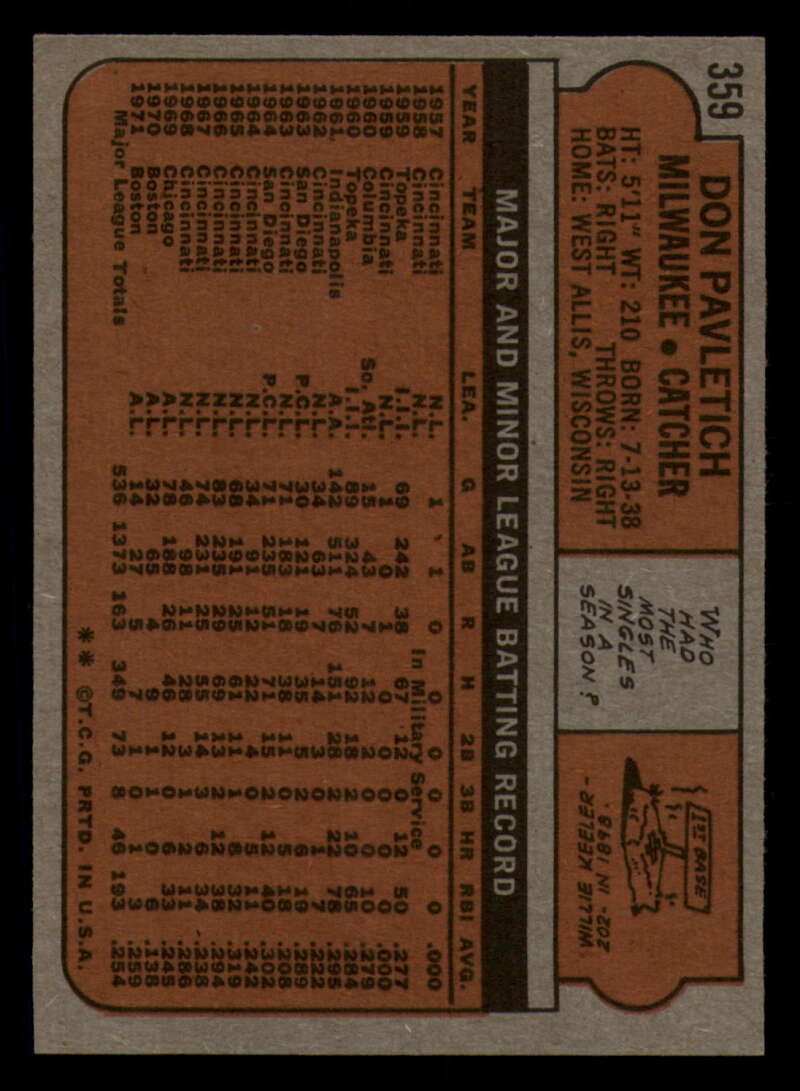 359
DON PAVLETICH
MILWAUKEE • CATCHER
HT: 5'11" WT: 210 BORN: 7-13-38
BATS: RIGHT THROWS: RIGHT
HOME: WEST ALLIS, WISCONSIN
WHO
HAD
THE
MOST
SINGLES
IN A
SEASON?
1ST BASE
202- IN 1898.
WILLIE KEELER-
MAJOR AND MINOR LEAGUE BATTING RECORD
YEAR TEAM LEA. G AB R H 2B 3B HR RBI AVG.
1957 Cincinnati N.L. 1 1 0 0 0 0 0 0 .000
1958 Cincinnati N.L. In Military Service
1959 Topeka I.I.I. 69 242 38 67 12 0 12 50 .277
1959 Cincinnati N.L. 1 0 1 0 0 0 0 0 .000
1960 Columbia So. Atl. 15 43 7 12 2 0 0 10 .279
1960 Topeka I.I.I. 89 324 52 92 18 2 10 65 .284
1961 Indianapolis A.A. 142 511 76 151 28 2 22 78 .295
1962 Cincinnati N.L. 34 63 7 14 3 0 1 7 .222
1963 San Diego P.C.L. 30 121 19 35 5 2 6 19 .289
1963 Cincinnati N.L. 71 183 18 38 11 0 5 18 .208
1964 San Diego P.C.L. 71 235 51 71 15 2 12 40 .302
1964 Cincinnati N.L. 34 91 12 22 4 0 5 11 .242
1965 Cincinnati N.L. 68 191 25 61 11 1 8 32 .319
1966 Cincinnati N.L. 83 235 29 69 13 2 12 38 .294
1967 Cincinnati N.L. 74 231 25 55 14 3 6 34 .238
1968 Cincinnati N.L. 46 98 11 28 3 1 2 11 .286
1969 Chicago A.L. 78 188 26 46 12 0 6 33 .245
1970 Boston A.L. 32 65 4 9 1 1 0 6 .138
1971 Boston A.L. 14 27 5 7 1 0 1 3 .259
Major League Totals 536 1373 163 349 73 8 46 193 .254
** ©T.C.G. PRTD. IN U.S.A.